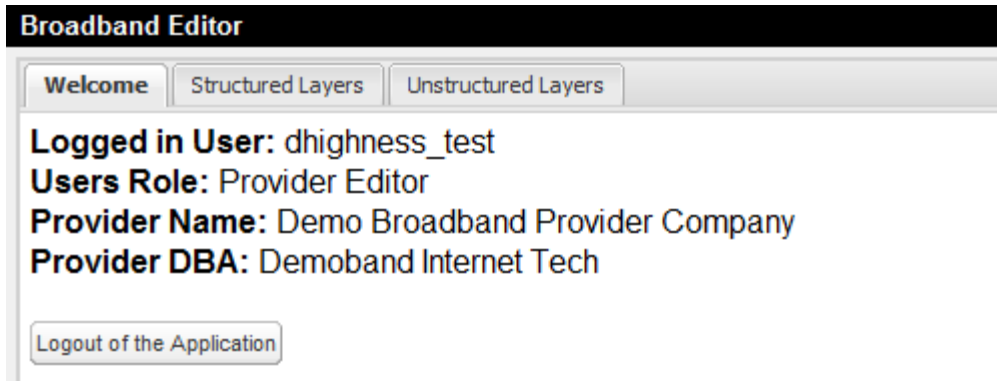 Broadband Editor
Welcome Structured Layers Unstructured Layers
Logged in User: dhighness_test
Users Role: Provider Editor
Provider Name: Demo Broadband Provider Company
Provider DBA: Demoband Internet Tech
Logout of the Application